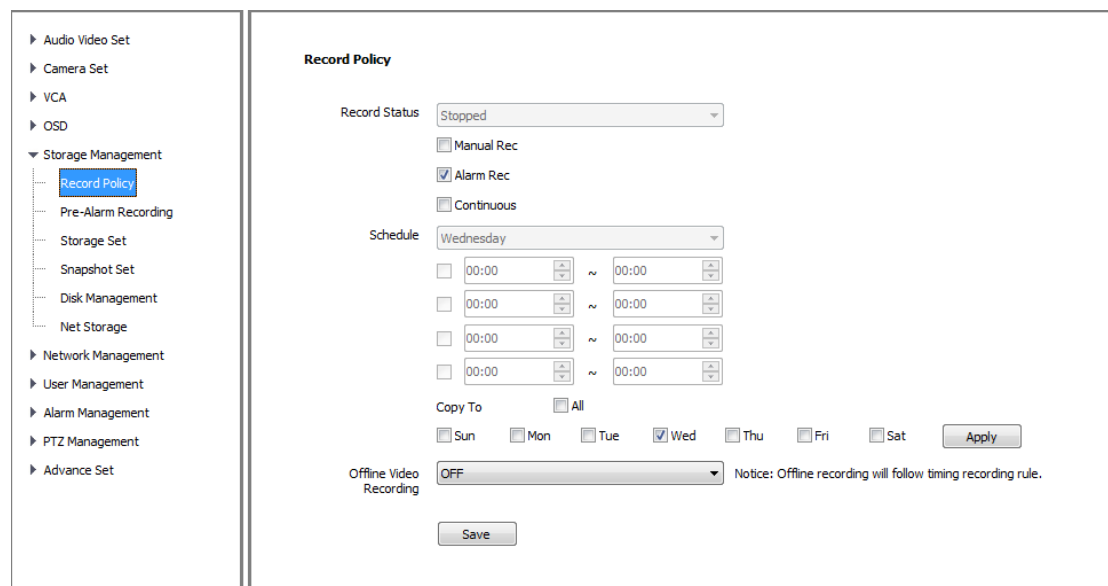 Audio Video Set
Camera Set
VCA
OSD
Storage Management
Record Policy
Pre-Alarm Recording
Storage Set
Snapshot Set
Disk Management
Net Storage
Network Management
User Management
Alarm Management
PTZ Management
Advance Set
Record Policy
Record Status Stopped
Manual Rec
Alarm Rec
Continuous
Schedule Wednesday
00:00 ~ 00:00
00:00 ~ 00:00
00:00 ~ 00:00
00:00 ~ 00:00
Copy To All
Sun Mon Tue Wed Thu Fri Sat Apply
Offline Video OFF Notice: Offline recording will follow timing recording rule.
Recording
Save